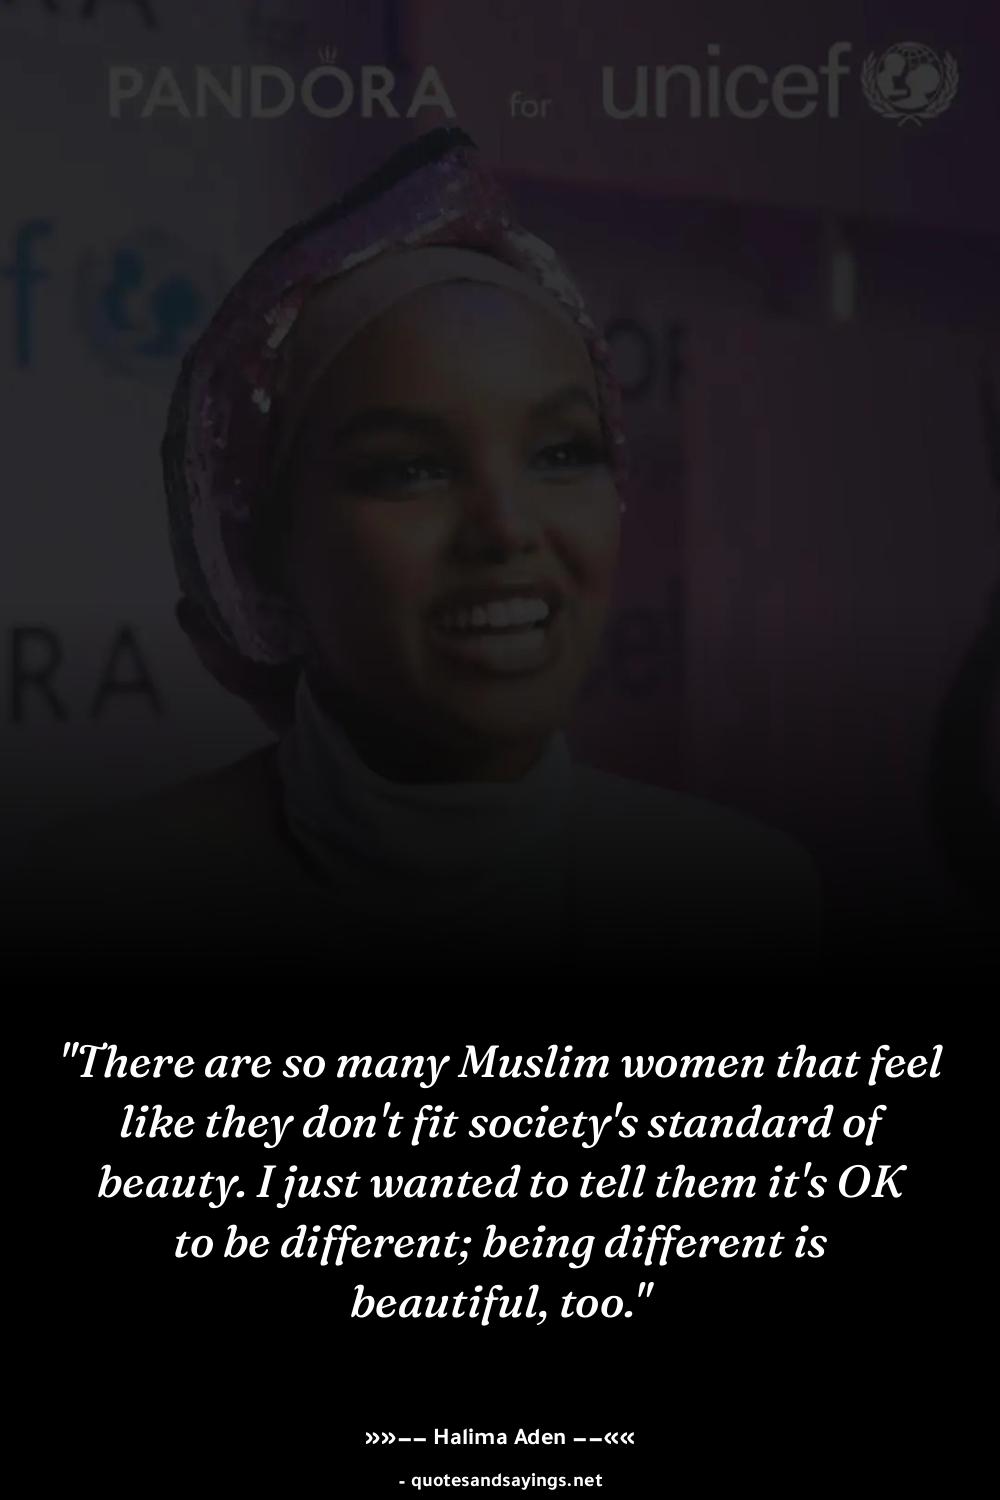 PANDORA for unicef
f
OR
RA
"There are so many Muslim women that feel
like they don't fit society's standard of
beauty. I just wanted to tell them it's OK
to be different; being different is
beautiful, too."
»»—— Halima Aden ——««
- quotesandsayings.net